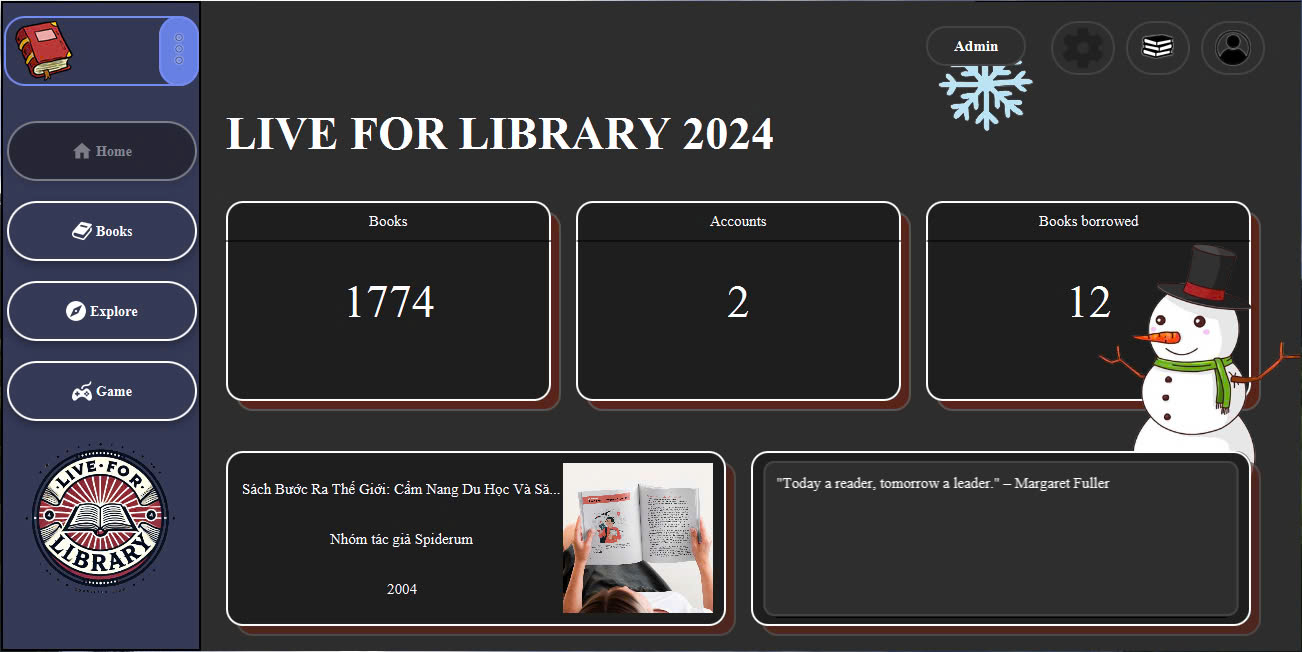 Admin
Home
Books
Explore
Game
LIVE·FOR
LIBRARY
LIVE FOR LIBRARY 2024
Books
1774
Accounts
2
Books borrowed
12
Sách Bước Ra Thế Giới: Cẩm Nang Du Học Và Să...
Nhóm tác giả Spiderum
2004
"Today a reader, tomorrow a leader." – Margaret Fuller